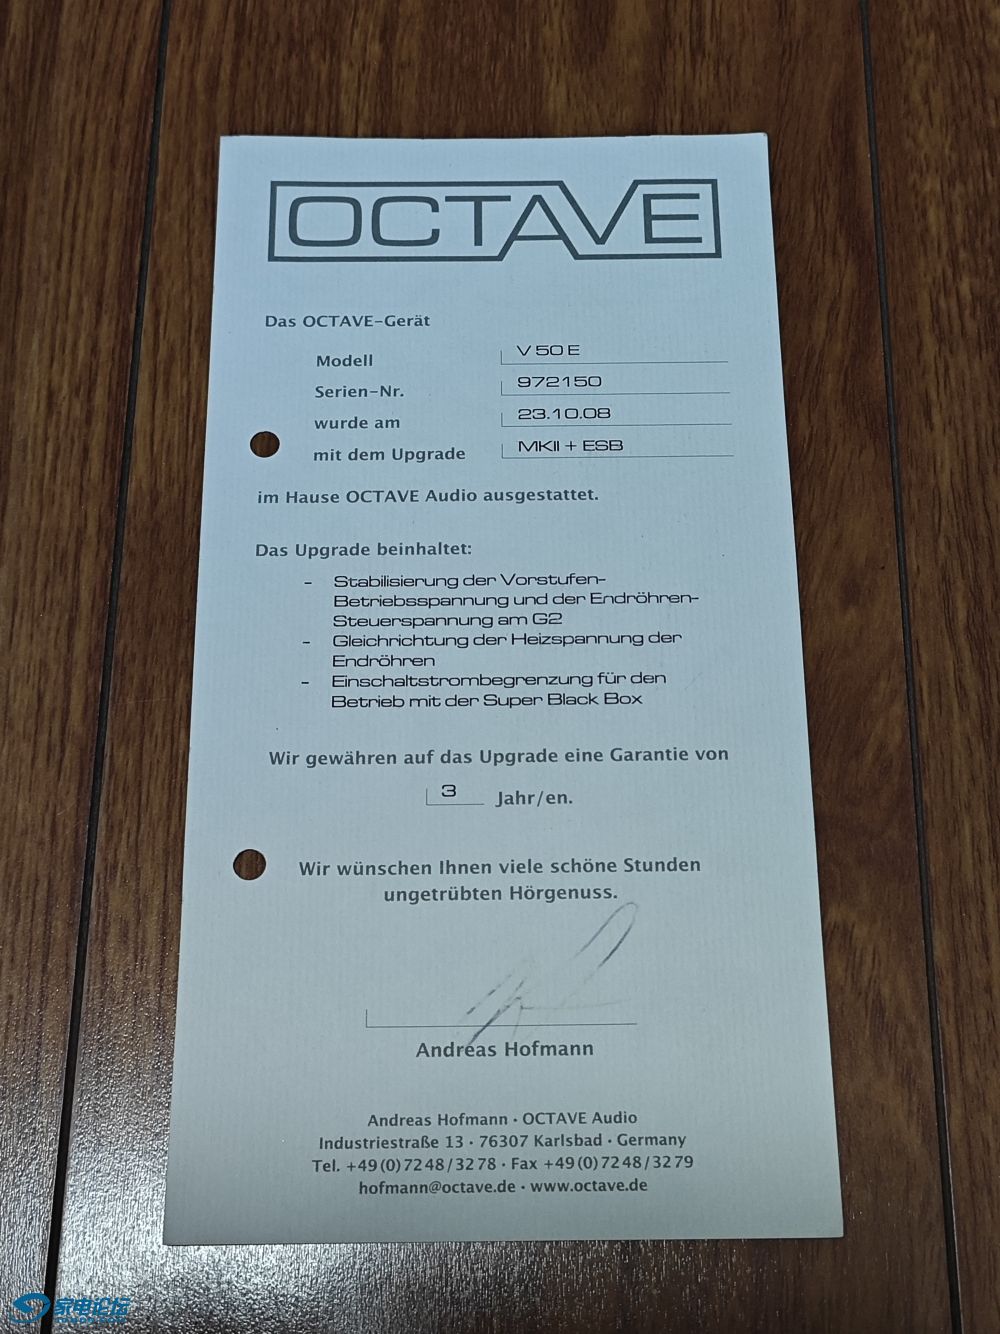 OCTAVE
Das OCTAVE-Gerät
Modell V 50 E
Serien-Nr. 972150
wurde am 23.10.08
mit dem Upgrade MKII + ESB
im Hause OCTAVE Audio ausgestattet.
Das Upgrade beinhaltet:
- Stabilisierung der Vorstufen-
Betriebsspannung und der Endröhren-
Steuerspannung am G2
- Gleichrichtung der Heizspannung der
Endröhren
- Einschaltstrombegrenzung für den
Betrieb mit der Super Black Box
Wir gewähren auf das Upgrade eine Garantie von
3 Jahr/en.
Wir wünschen Ihnen viele schöne Stunden
ungetrübten Hörgenuss.
Andreas Hofmann
Andreas Hofmann · OCTAVE Audio
Industriestraße 13 · 76307 Karlsbad · Germany
Tel. +49(0)7248/3278 · Fax +49(0)7248/3279
hofmann@octave.de · www.octave.de
家电论坛